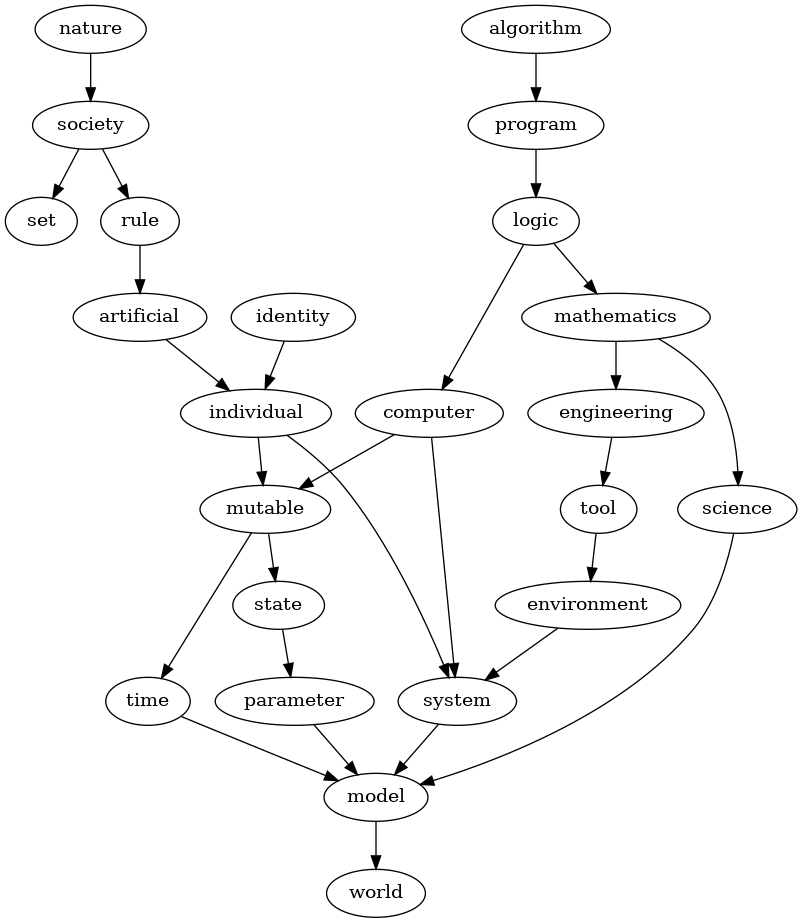 nature
algorithm
society
program
set
rule
logic
artificial
identity
mathematics
individual
computer
engineering
mutable
tool
science
state
environment
time
parameter
system
model
world